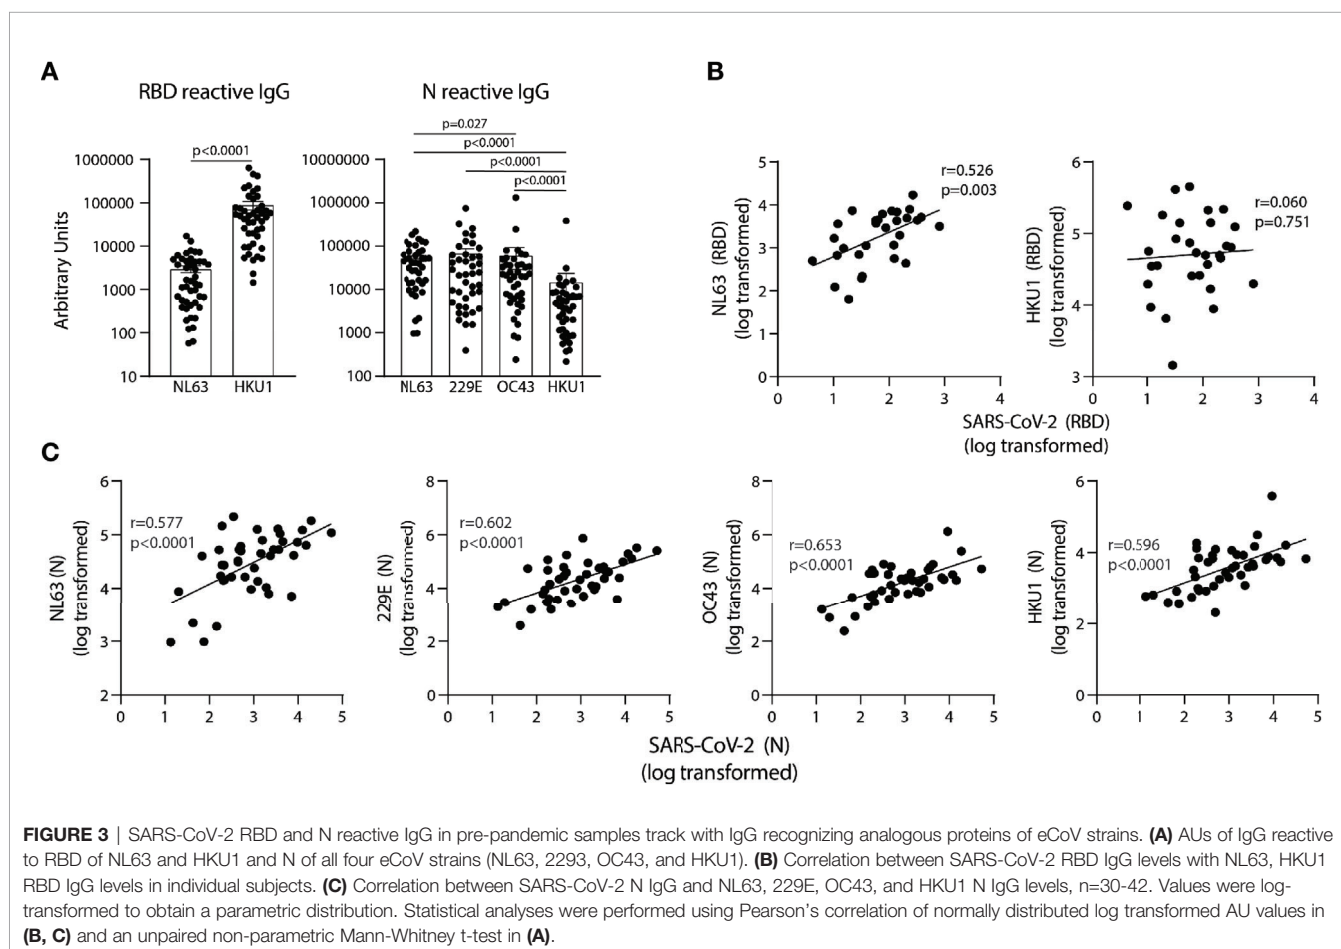 A
RBD reactive IgG
N reactive IgG
p<0.0001
p=0.027
p<0.0001
p<0.0001
p<0.0001
Arbitrary Units
1000000
100000
10000
1000
100
10
NL63 HKU1
10000000
1000000
100000
10000
1000
100
NL63 229E OC43 HKU1
B
NL63 (RBD)
(log transformed)
5
4
3
2
1
0
r=0.526
p=0.003
0 1 2 3 4
HKU1 (RBD)
(log transformed)
6
5
4
3
r=0.060
p=0.751
0 1 2 3 4
SARS-CoV-2 (RBD)
(log transformed)
C
NL63 (N)
(log transformed)
6
5
4
3
2
r=0.577
p<0.0001
0 1 2 3 4 5
229E (N)
(log transformed)
8
6
4
2
0
r=0.602
p<0.0001
0 1 2 3 4 5
OC43 (N)
(log transformed)
8
6
4
2
0
r=0.653
p<0.0001
0 1 2 3 4 5
HKU1 (N)
(log transformed)
6
4
2
0
r=0.596
p<0.0001
0 1 2 3 4 5
SARS-CoV-2 (N)
(log transformed)
FIGURE 3 | SARS-CoV-2 RBD and N reactive IgG in pre-pandemic samples track with IgG recognizing analogous proteins of eCoV strains. (A) AUs of IgG reactive
to RBD of NL63 and HKU1 and N of all four eCoV strains (NL63, 2293, OC43, and HKU1). (B) Correlation between SARS-CoV-2 RBD IgG levels with NL63, HKU1
RBD IgG levels in individual subjects. (C) Correlation between SARS-CoV-2 N IgG and NL63, 229E, OC43, and HKU1 N IgG levels, n=30-42. Values were log-
transformed to obtain a parametric distribution. Statistical analyses were performed using Pearson's correlation of normally distributed log transformed AU values in
(B, C) and an unpaired non-parametric Mann-Whitney t-test in (A).